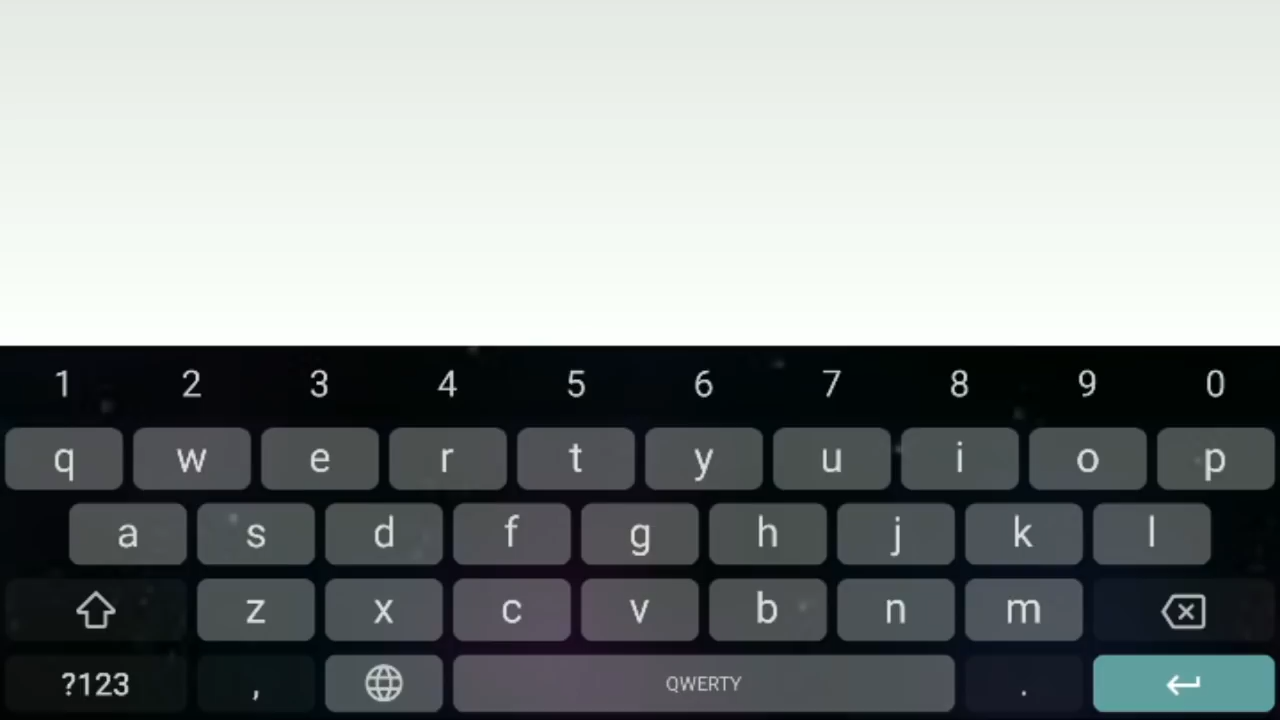 1 2 3 4 5 6 7 8 9 0
q w e r t y u i o p
a s d f g h j k l
z x c v b n m
?123 , QWERTY .